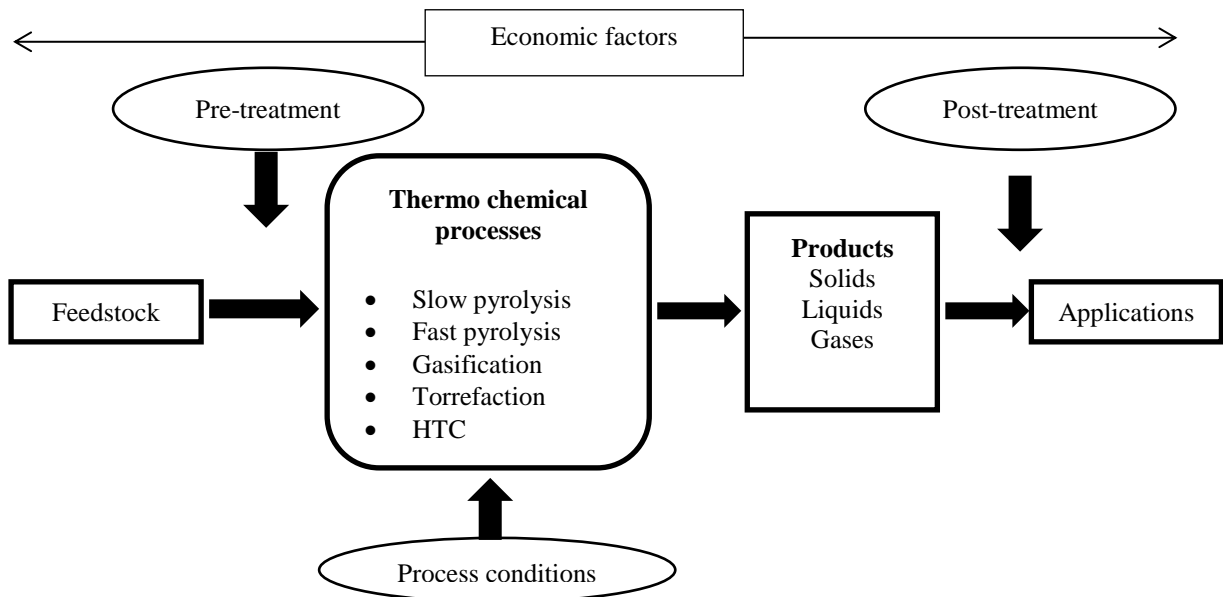 Economic factors
Pre-treatment
Post-treatment
Thermo chemical
processes
• Slow pyrolysis
• Fast pyrolysis
• Gasification
• Torrefaction
• HTC
Products
Solids
Liquids
Gases
Feedstock
Applications
Process conditions